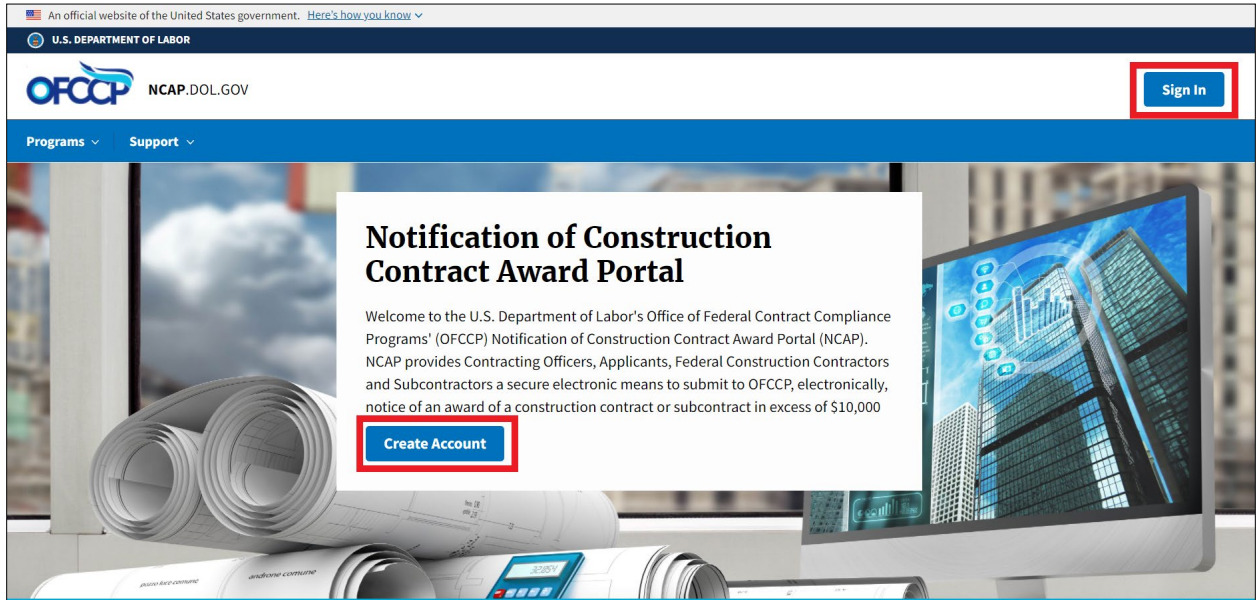 An official website of the United States government. Here's how you know
U.S. DEPARTMENT OF LABOR
OFCCP NCAP.DOL.GOV
Sign In
Programs Support
Notification of Construction
Contract Award Portal
Welcome to the U.S. Department of Labor's Office of Federal Contract Compliance
Programs' (OFCCP) Notification of Construction Contract Award Portal (NCAP).
NCAP provides Contracting Officers, Applicants, Federal Construction Contractors
and Subcontractors a secure electronic means to submit to OFCCP, electronically,
notice of an award of a construction contract or subcontract in excess of $10,000
Create Account
androne comune